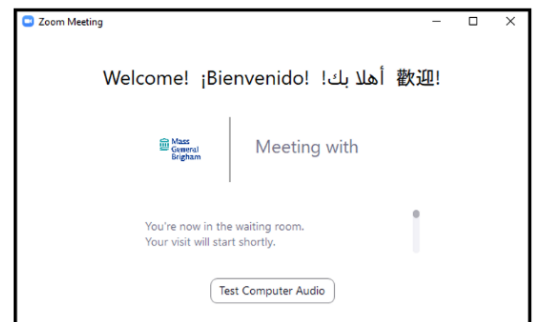 Zoom Meeting
Welcome! ¡Bienvenido! أهلا بك! 歡迎!
Mass
General
Brigham
Meeting with
You're now in the waiting room.
Your visit will start shortly.
Test Computer Audio